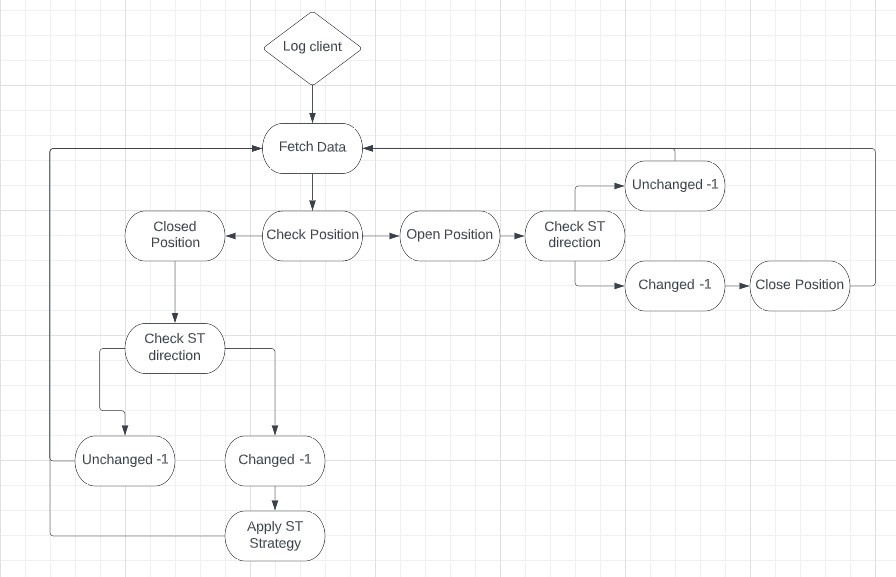 Log client
Fetch Data
Unchanged -1
Closed
Position
Check Position
Open Position
Check ST
direction
Changed -1
Close Position
Check ST
direction
Unchanged -1
Changed -1
Apply ST
Strategy